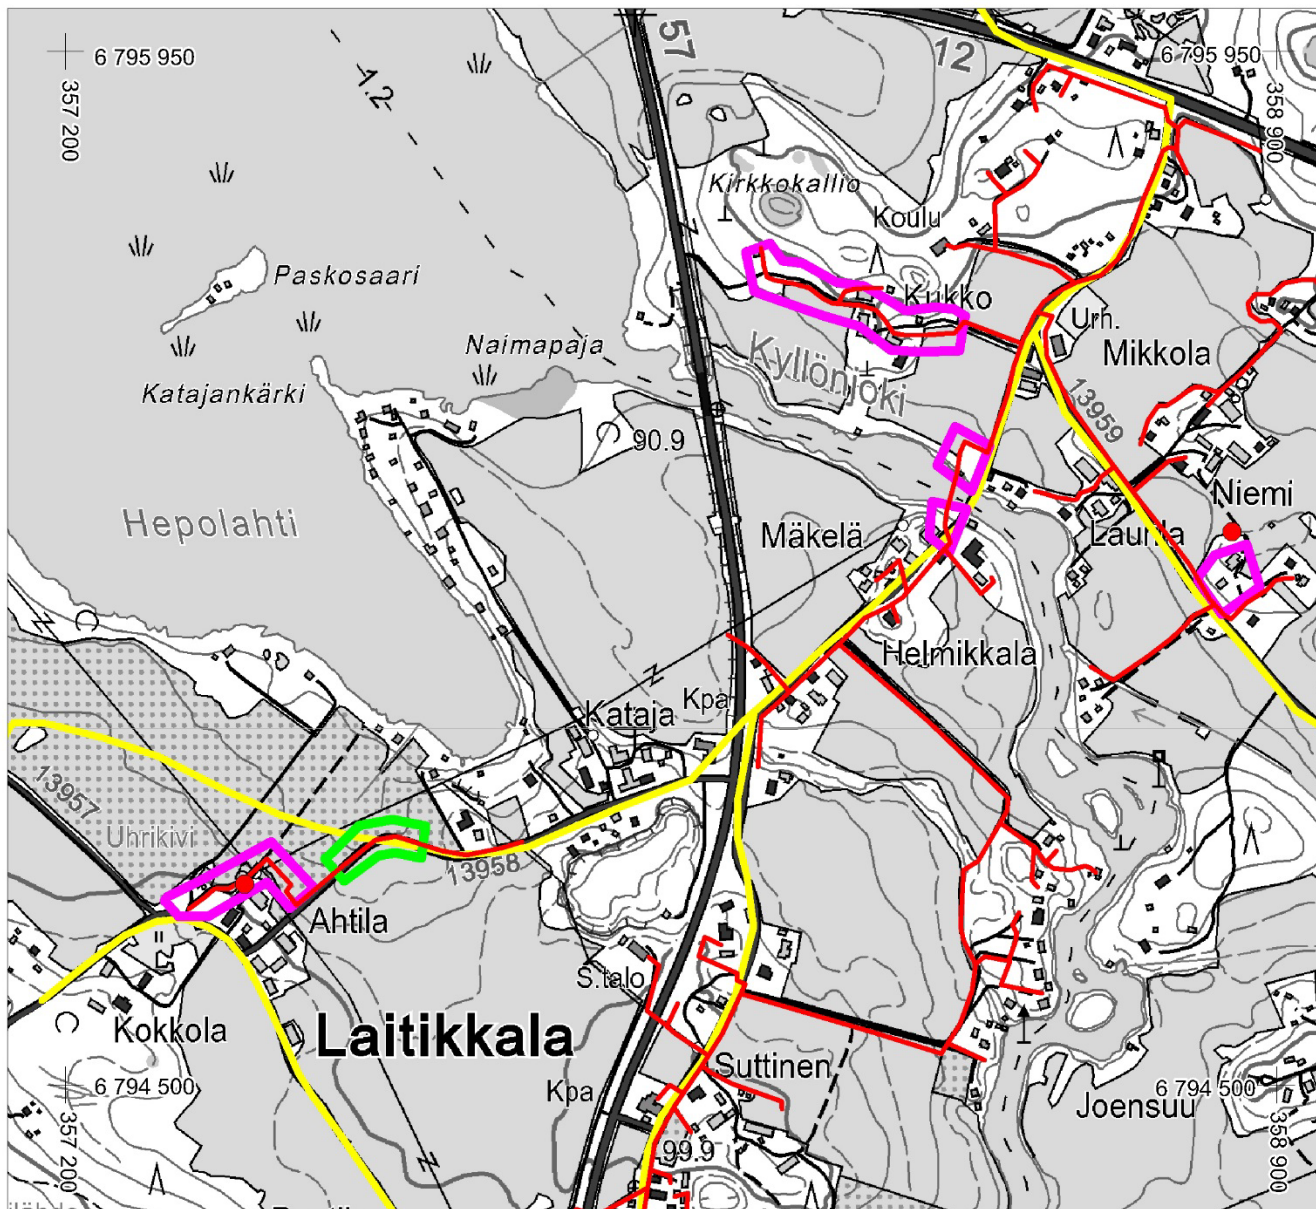 57
12
6 795 950
6 795 950
357 200
358 900
4.2
Kirkkokallio
Koulu
Paskosaari
Kirkko
Urh.
Naimapaja
Kyllönjoki
Mikkola
Katajankärki
13959
90.9
Niemi
Hepolahti
Mäkelä
Laurila
Helmikkala
Kpa
Kataja
13957
Uhrikivi
13958
Ahtila
S.talo
Kokkola
Laitikkala
Suttinen
6 794 500
6 794 500
Kpa
Joensuu
357 200
358 900
99.9